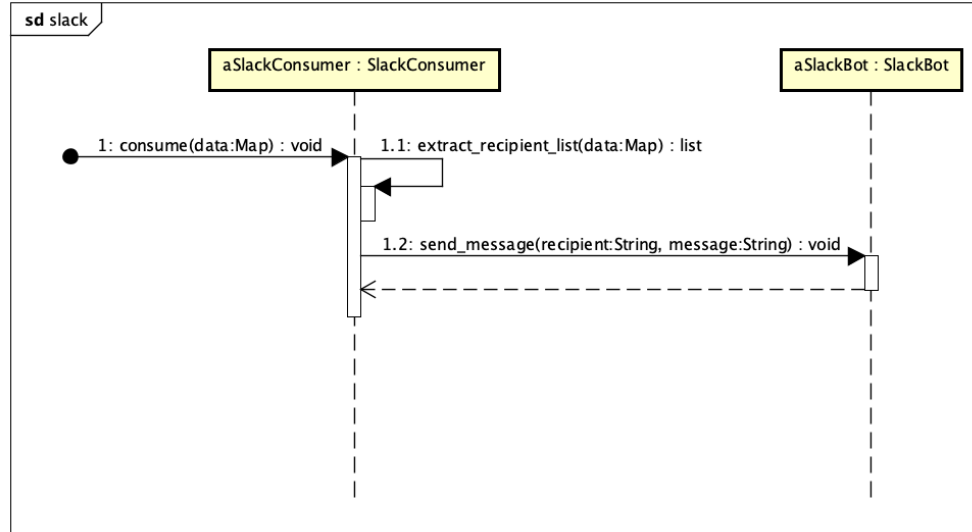 sd slack
aSlackConsumer : SlackConsumer
aSlackBot : SlackBot
1: consume(data:Map) : void
1.1: extract_recipient_list(data:Map) : list
1.2: send_message(recipient:String, message:String) : void